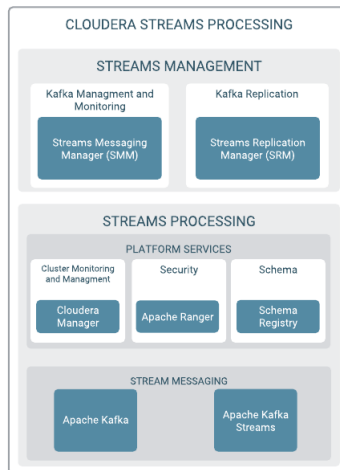 CLOUDERA STREAMS PROCESSING
STREAMS MANAGEMENT
Kafka Managment and
Monitoring
Streams Messaging
Manager (SMM)
Kafka Replication
Streams Replication
Manager (SRM)
STREAMS PROCESSING
PLATFORM SERVICES
Cluster Monitoring
and Managment
Cloudera
Manager
Security
Apache Ranger
Schema
Schema
Registry
STREAM MESSAGING
Apache Kafka
Apache Kafka
Streams